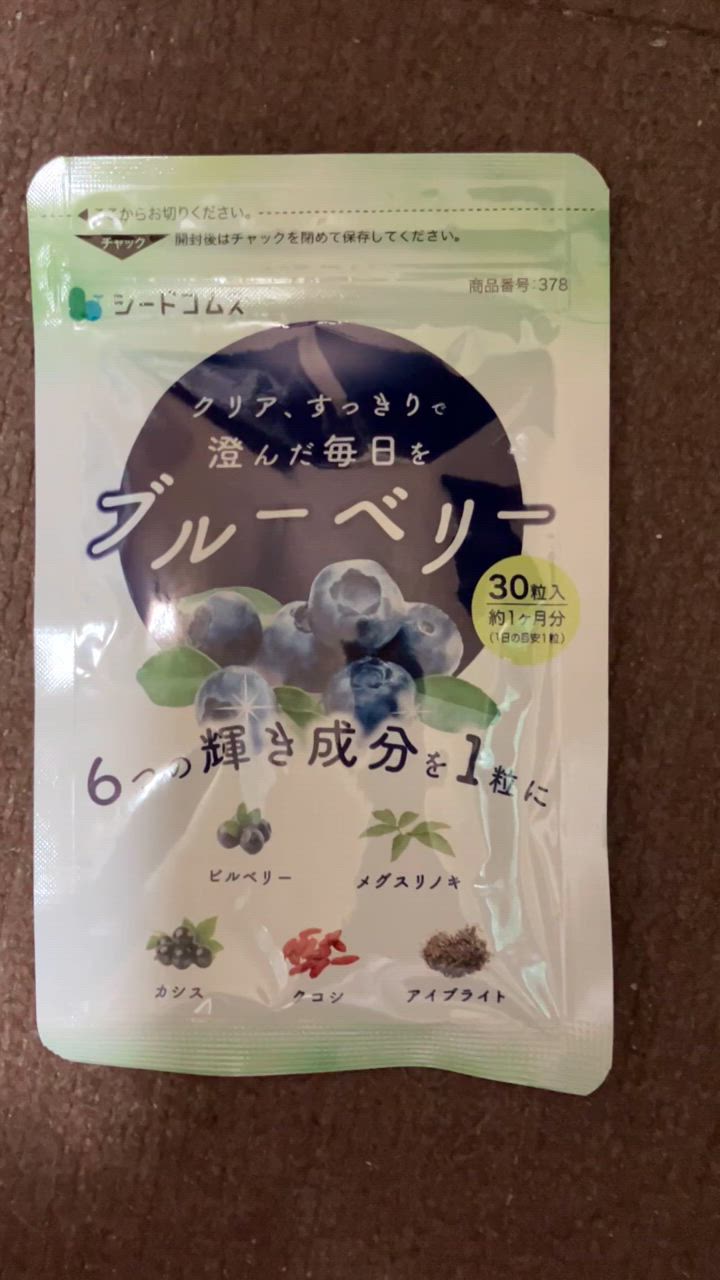 ここからお切りください。
チャック
開封後はチャックを閉めて保存してください。
商品番号:378
シードコムス
クリア、すっきりで
澄んだ毎日を
ブルーベリー
30粒入
約1ヶ月分
(1日の目安1粒)
6つの輝き成分を1粒に
ビルベリー
メグスリノキ
カシス
クコシ
アイブライト